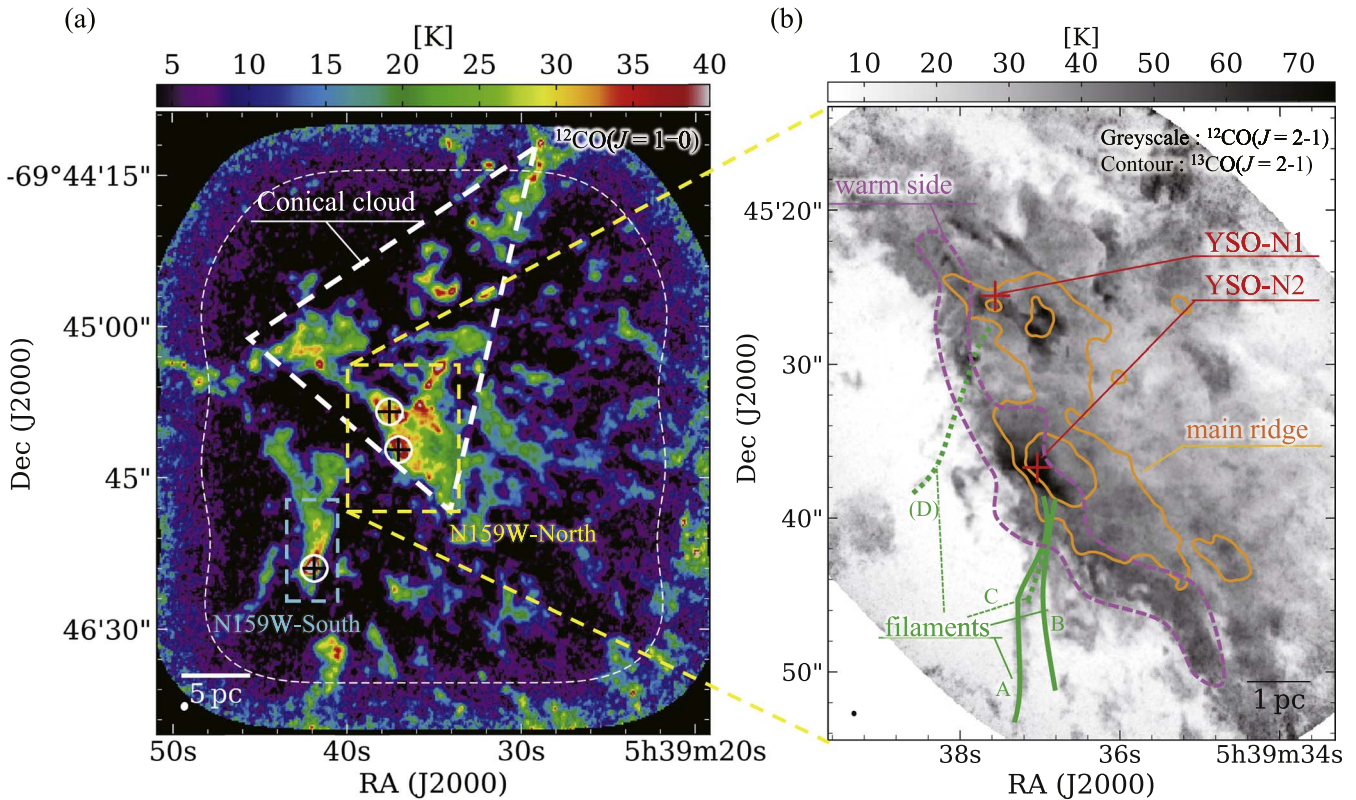 (a)
[K]
5 10 15 20 25 30 35 40
¹²CO(J = 1−0)
Conical cloud
N159W-North
N159W-South
5 pc
-69°44'15"
45'00"
45"
46'30"
Dec (J2000)
50s 40s 30s 5h39m20s
RA (J2000)
(b)
[K]
10 20 30 40 50 60 70
Greyscale : ¹²CO(J = 2-1)
Contour : ¹³CO(J = 2-1)
warm side
YSO-N1
YSO-N2
main ridge
(D)
C
B
filaments
A
1 pc
45'20"
30"
40"
50"
Dec (J2000)
38s 36s 5h39m34s
RA (J2000)